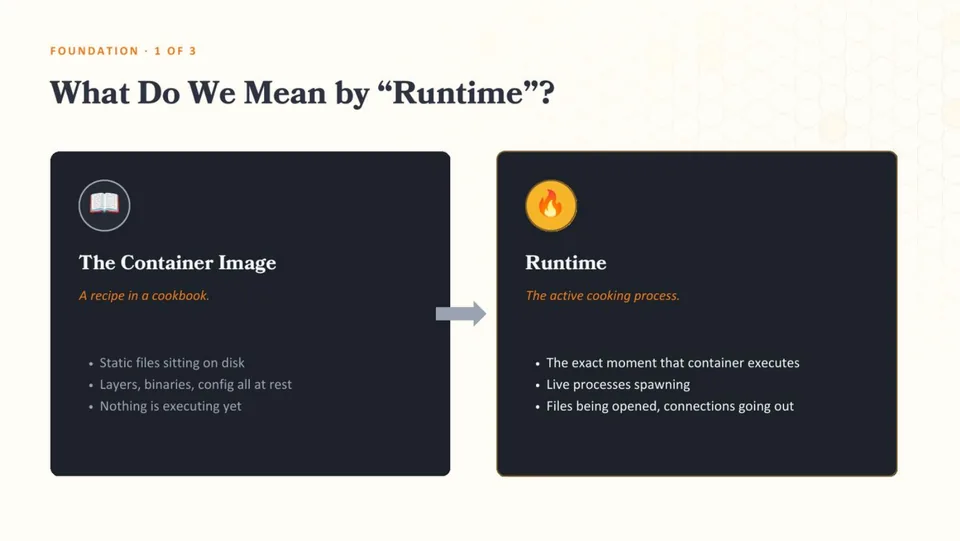 FOUNDATION · 1 OF 3
What Do We Mean by “Runtime”?
The Container Image
A recipe in a cookbook.
• Static files sitting on disk
• Layers, binaries, config all at rest
• Nothing is executing yet
Runtime
The active cooking process.
• The exact moment that container executes
• Live processes spawning
• Files being opened, connections going out